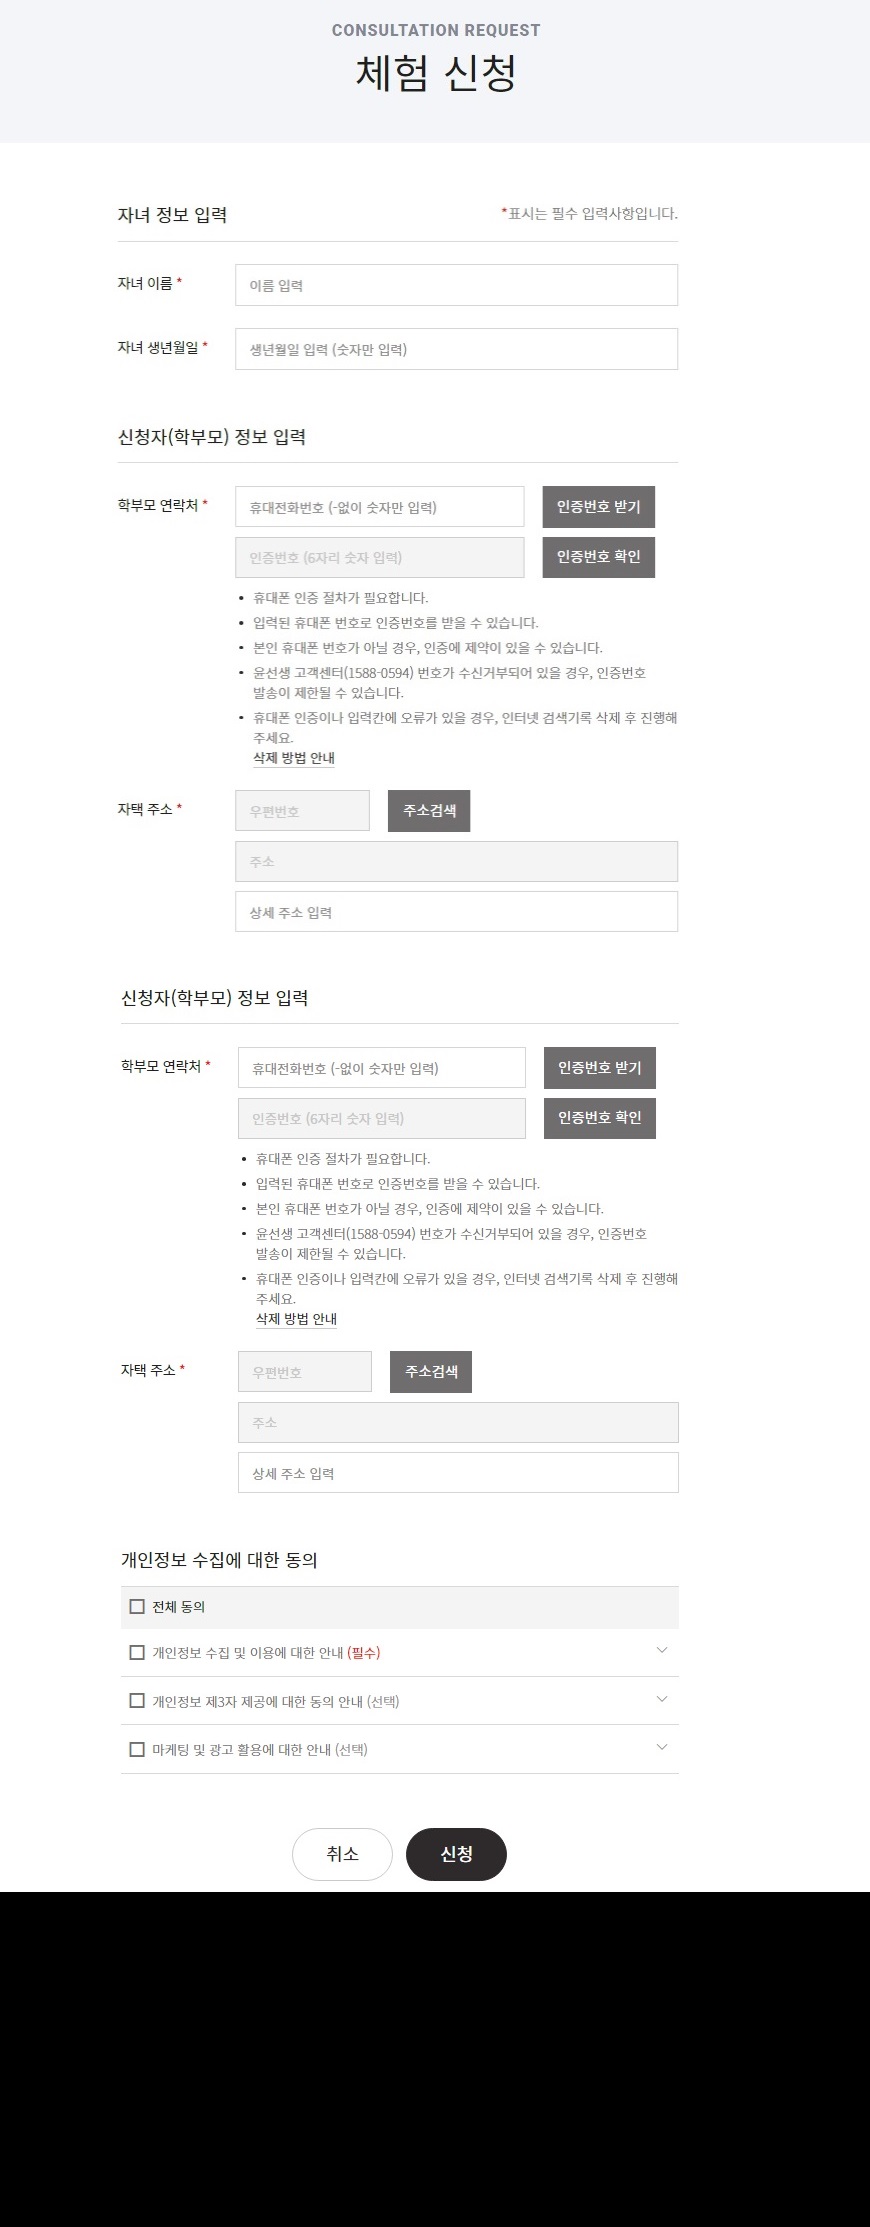 CONSULTATION REQUEST
체험 신청
자녀 정보 입력
*표시는 필수 입력사항입니다.
자녀 이름 *
이름 입력
자녀 생년월일 *
생년월일 입력 (숫자만 입력)
신청자(학부모) 정보 입력
학부모 연락처 *
휴대전화번호 (-없이 숫자만 입력)
인증번호 받기
인증번호 (6자리 숫자 입력)
인증번호 확인
• 휴대폰 인증 절차가 필요합니다.
• 입력된 휴대폰 번호로 인증번호를 받을 수 있습니다.
• 본인 휴대폰 번호가 아닐 경우, 인증에 제약이 있을 수 있습니다.
• 윤선생 고객센터(1588-0594) 번호가 수신거부되어 있을 경우, 인증번호
발송이 제한될 수 있습니다.
• 휴대폰 인증이나 입력칸에 오류가 있을 경우, 인터넷 검색기록 삭제 후 진행해
주세요.
삭제 방법 안내
자택 주소 *
우편번호
주소검색
주소
상세 주소 입력
신청자(학부모) 정보 입력
학부모 연락처 *
휴대전화번호 (-없이 숫자만 입력)
인증번호 받기
인증번호 (6자리 숫자 입력)
인증번호 확인
• 휴대폰 인증 절차가 필요합니다.
• 입력된 휴대폰 번호로 인증번호를 받을 수 있습니다.
• 본인 휴대폰 번호가 아닐 경우, 인증에 제약이 있을 수 있습니다.
• 윤선생 고객센터(1588-0594) 번호가 수신거부되어 있을 경우, 인증번호
발송이 제한될 수 있습니다.
• 휴대폰 인증이나 입력칸에 오류가 있을 경우, 인터넷 검색기록 삭제 후 진행해
주세요.
삭제 방법 안내
자택 주소 *
우편번호
주소검색
주소
상세 주소 입력
개인정보 수집에 대한 동의
전체 동의
개인정보 수집 및 이용에 대한 안내 (필수)
개인정보 제3자 제공에 대한 동의 안내 (선택)
마케팅 및 광고 활용에 대한 안내 (선택)
취소
신청